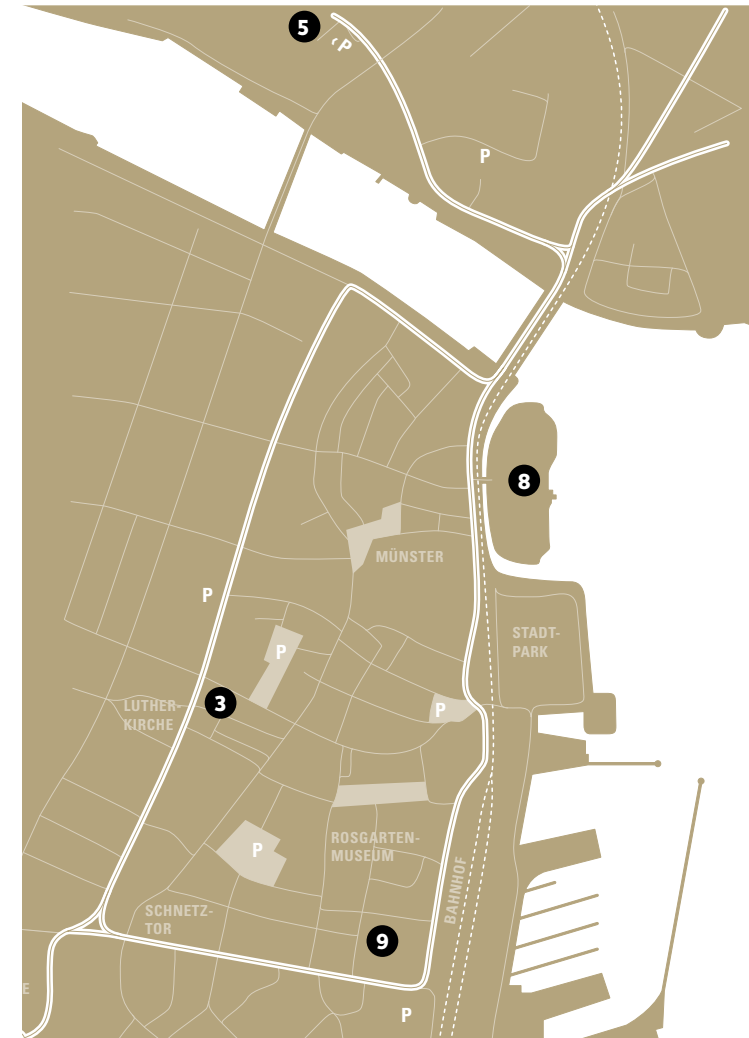 5
P
P
8
MÜNSTER
P
STADT-
PARK
P
3
P
LUTHER-
KIRCHE
ROSGARTEN-
MUSEUM
P
BAHNHOF
SCHNETZ-
TOR
9
E
P